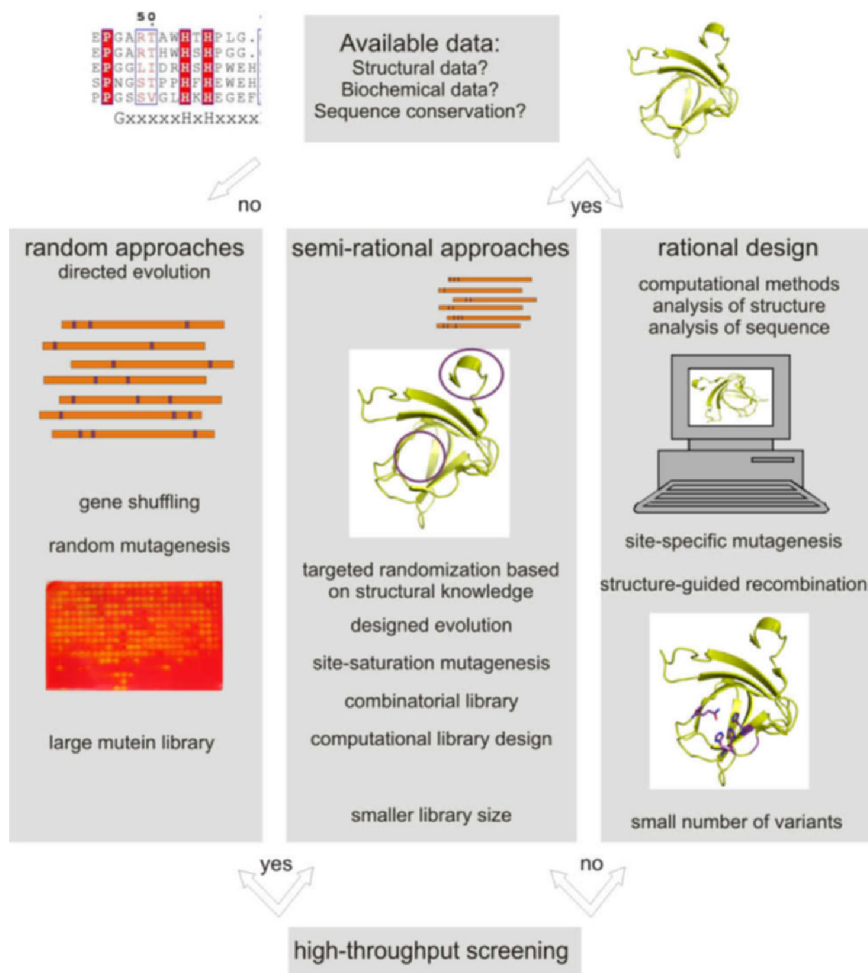 50
EPGARTAWHTHPLG.
EPGARTHWHSHPGG.
EPGGLIDRHSHPWEH
SPNGSTPPHHFHEWEH
PPGSSVGLHKHEGEF
GxxxxxHxHxxxx
Available data:
Structural data?
Biochemical data?
Sequence conservation?
no
yes
random approaches
directed evolution
gene shuffling
random mutagenesis
large mutein library
semi-rational approaches
targeted randomization based
on structural knowledge
designed evolution
site-saturation mutagenesis
combinatorial library
computational library design
smaller library size
rational design
computational methods
analysis of structure
analysis of sequence
site-specific mutagenesis
structure-guided recombination
small number of variants
yes
no
high-throughput screening